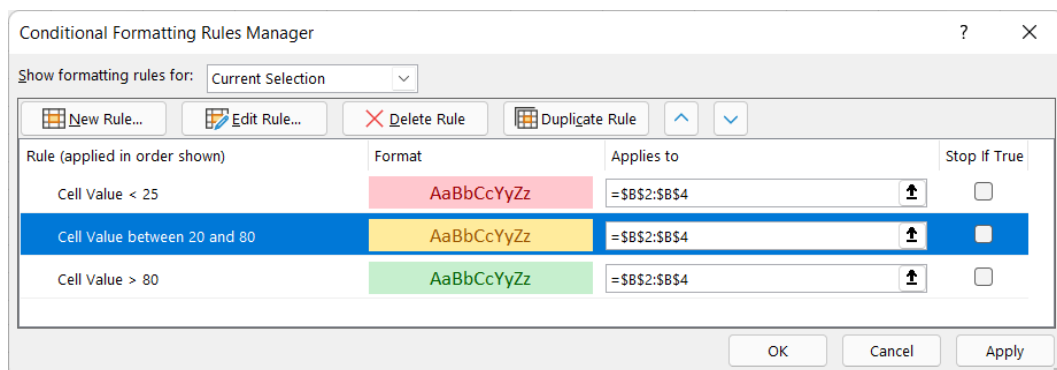 Conditional Formatting Rules Manager ?
Show formatting rules for: Current Selection
New Rule... Edit Rule... Delete Rule Duplicate Rule
Rule (applied in order shown) Format Applies to Stop If True
Cell Value < 25 AaBbCcYyZz =$B$2:$B$4
Cell Value between 20 and 80 AaBbCcYyZz =$B$2:$B$4
Cell Value > 80 AaBbCcYyZz =$B$2:$B$4
OK Cancel Apply